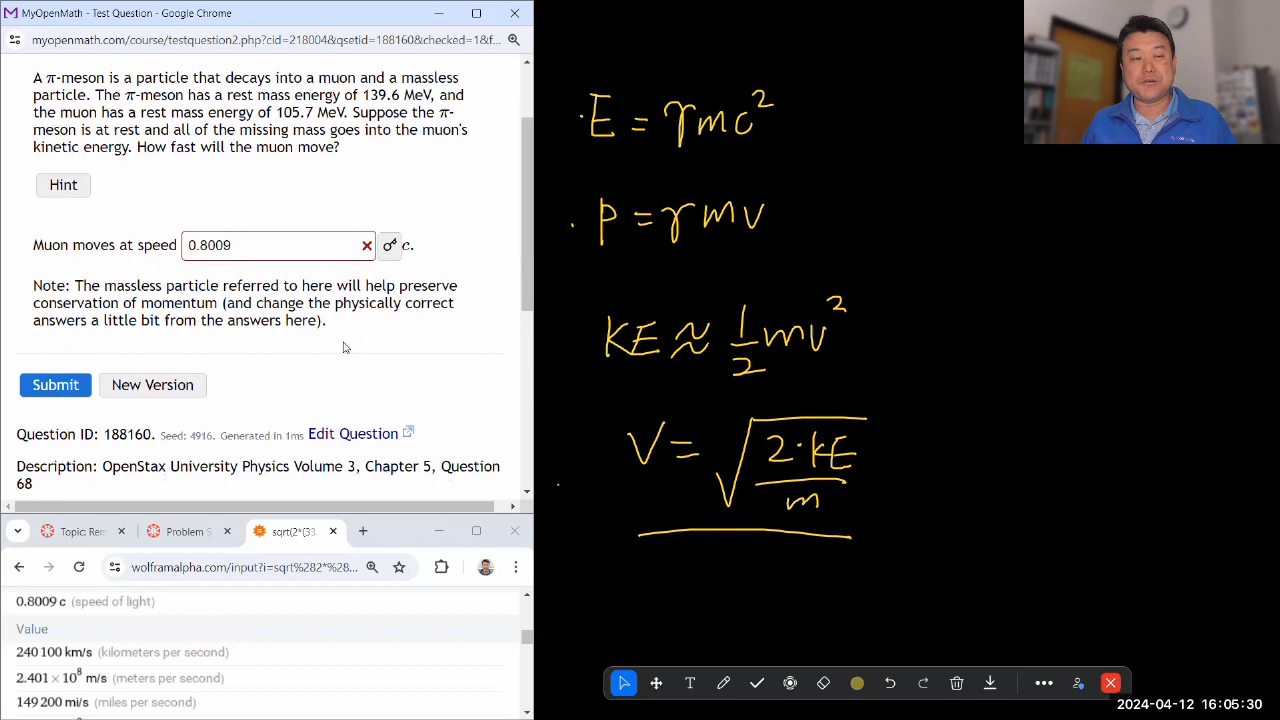 MyOpenMath - Test Question - Google Chrome
myopenmath.com/course/testquestion2.php?cid=218004&qsetid=188160&checked=1&f...
A π-meson is a particle that decays into a muon and a massless
particle. The π-meson has a rest mass energy of 139.6 MeV, and
the muon has a rest mass energy of 105.7 MeV. Suppose the π-
meson is at rest and all of the missing mass goes into the muon's
kinetic energy. How fast will the muon move?
Hint
Muon moves at speed 0.8009 c.
Note: The massless particle referred to here will help preserve
conservation of momentum (and change the physically correct
answers a little bit from the answers here).
Submit New Version
Question ID: 188160. Seed: 4916. Generated in 1ms Edit Question
Description: OpenStax University Physics Volume 3, Chapter 5, Question
68
Topic Rem Problem S sqrt(2*(33
wolframalpha.com/input?i=sqrt%282*%28...
0.8009 c (speed of light)
Value
240 100 km/s (kilometers per second)
2.401 × 10⁸ m/s (meters per second)
149 200 mi/s (miles per second)
E = γmc²
p = γmv
KE ≈ 1/2 mv²
V = √(2·KE/m)
T
2024-04-12 16:05:30